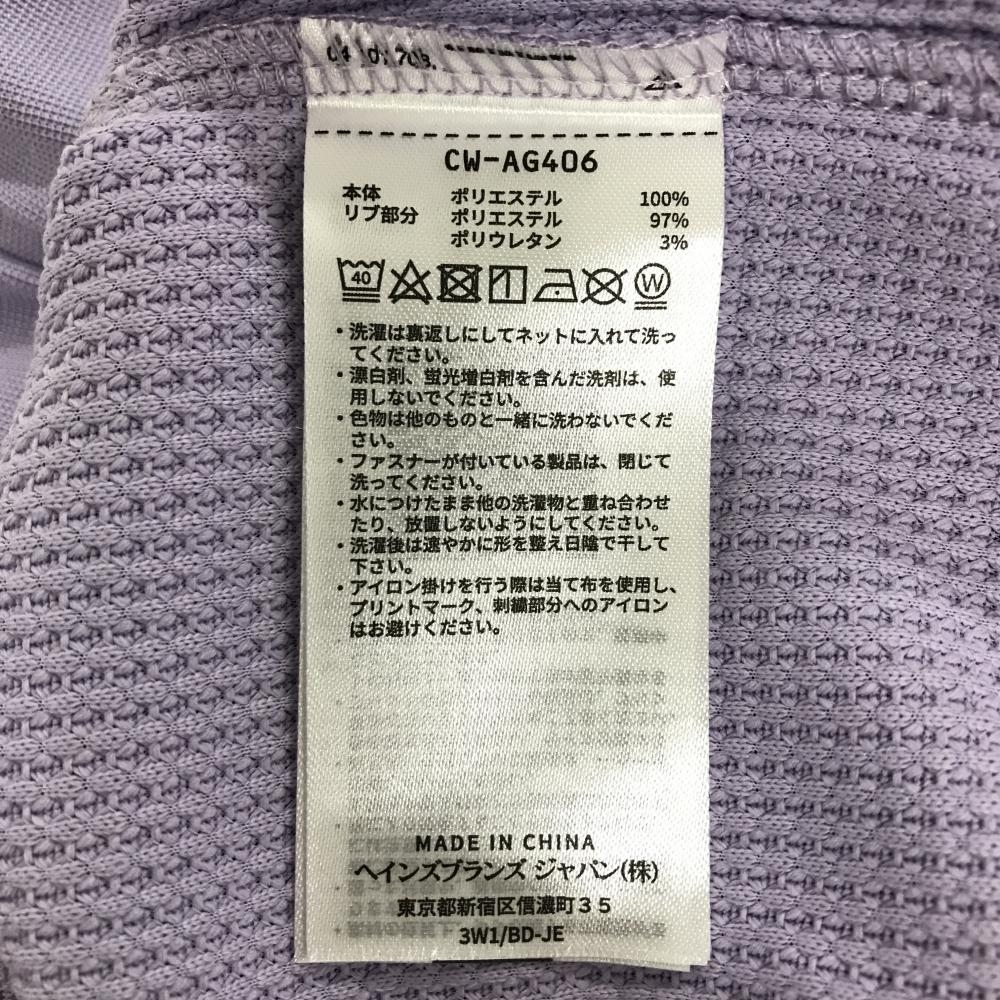 CW-AG406
本体 ポリエステル 100%
リブ部分 ポリエステル 97%
ポリウレタン 3%
40 W
・洗濯は裏返しにしてネットに入れて洗っ
てください。
・漂白剤、蛍光増白剤を含んだ洗剤は、使
用しないでください。
・色物は他のものと一緒に洗わないでくだ
さい。
・ファスナーが付いている製品は、閉じて
洗ってください。
・水につけたまま他の洗濯物と重ね合わせ
たり、放置しないようにしてください。
・洗濯後は速やかに形を整え日陰で干して
下さい。
・アイロン掛けを行う際は当て布を使用し、
プリントマーク、刺繍部分へのアイロン
はお避けください。
MADE IN CHINA
ヘインズブランズ ジャパン(株)
東京都新宿区信濃町35
3W1/BD-JE